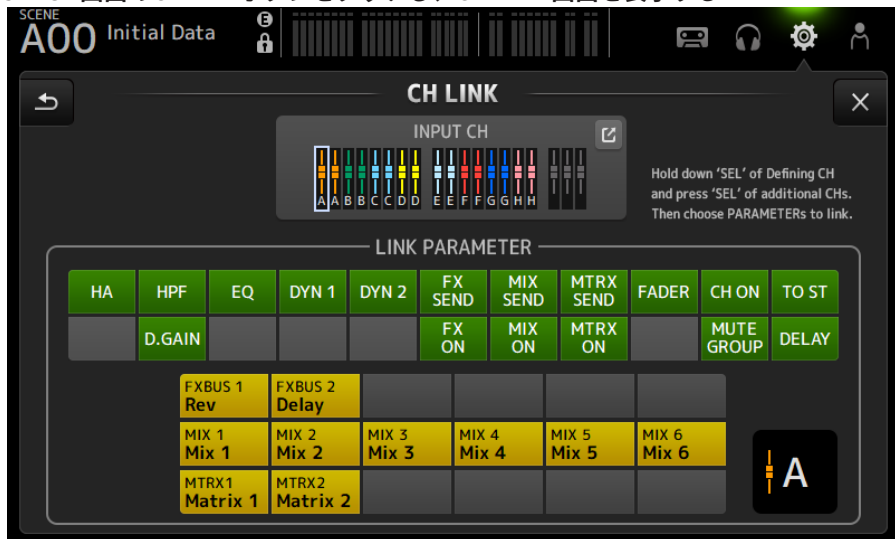 SCENE
A00 Initial Data
E
CH LINK
INPUT CH
A A B B C C D D E E F F G G H H
Hold down ‘SEL’ of Defining CH
and press ‘SEL’ of additional CHs.
Then choose PARAMETERs to link.
LINK PARAMETER
HA HPF EQ DYN 1 DYN 2 FX SEND MIX SEND MTRX SEND FADER CH ON TO ST
D.GAIN FX ON MIX ON MTRX ON MUTE GROUP DELAY
FXBUS 1 FXBUS 2
Rev Delay
MIX 1 MIX 2 MIX 3 MIX 4 MIX 5 MIX 6
Mix 1 Mix 2 Mix 3 Mix 4 Mix 5 Mix 6
MTRX1 MTRX2
Matrix 1 Matrix 2
A